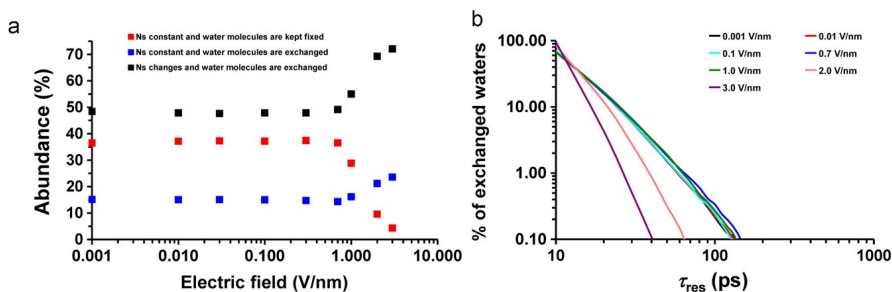 a
Ns constant and water molecules are kept fixed
Ns constant and water molecules are exchanged
Ns changes and water molecules are exchanged
Abundance (%)
70
60
50
40
30
20
10
0
0.001
0.010
0.100
1.000
10.000
Electric field (V/nm)
b
0.001 V/nm
0.01 V/nm
0.1 V/nm
0.7 V/nm
1.0 V/nm
2.0 V/nm
3.0 V/nm
% of exchanged waters
100.00
10.00
1.00
0.10
10
100
1000
τres (ps)